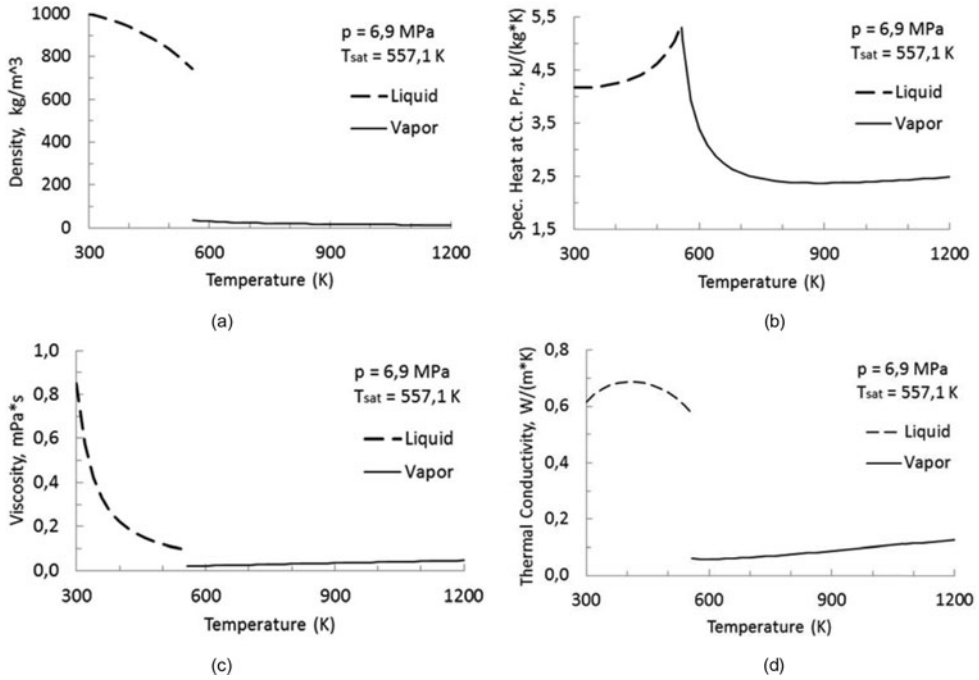 1000
800
600
400
200
0
Density, kg/m^3
p = 6,9 MPa
Tsat = 557,1 K
Liquid
Vapor
300 600 900 1200
Temperature (K)
(a)
5,5
4,5
3,5
2,5
1,5
Spec. Heat at Ct. Pr., kJ/(kg*K)
p = 6,9 MPa
Tsat = 557,1 K
Liquid
Vapor
300 600 900 1200
Temperature (K)
(b)
1,0
0,8
0,6
0,4
0,2
0,0
Viscosity, mPa*s
p = 6,9 MPa
Tsat = 557,1 K
Liquid
Vapor
300 600 900 1200
Temperature (K)
(c)
0,8
0,6
0,4
0,2
0,0
Thermal Conductivity, W/(m*K)
p = 6,9 MPa
Tsat = 557,1 K
Liquid
Vapor
300 600 900 1200
Temperature (K)
(d)